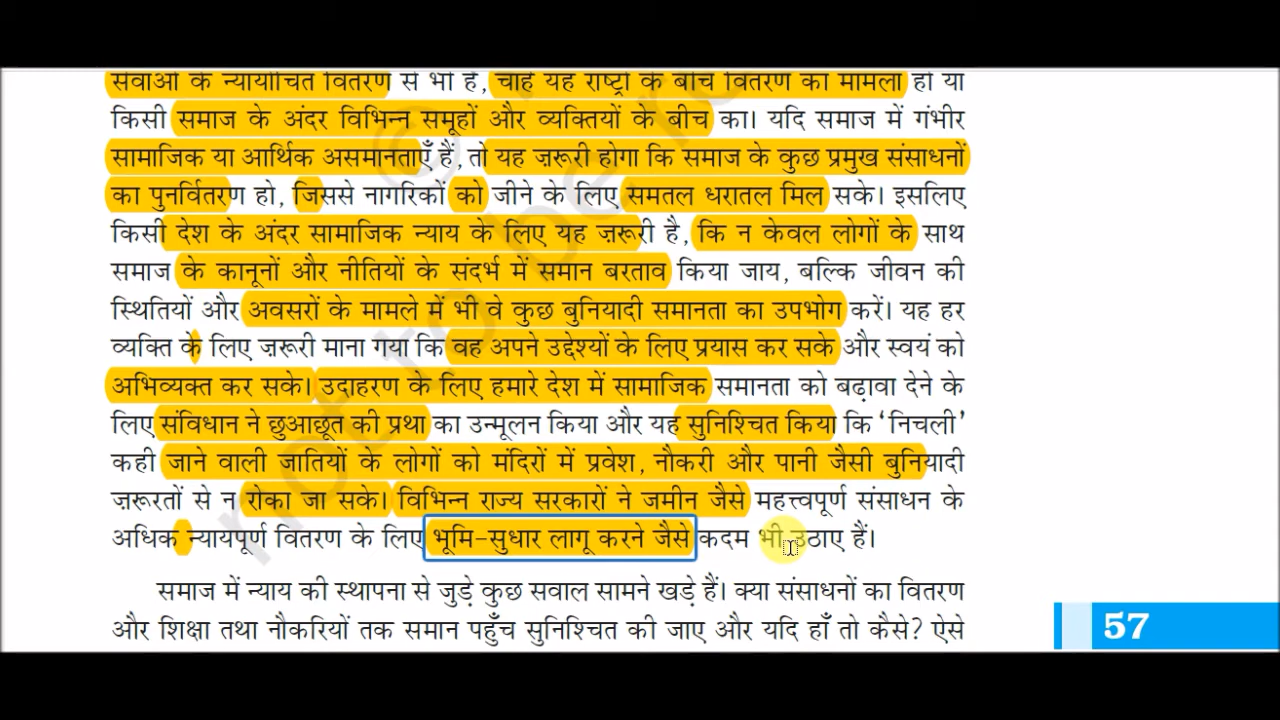 सेवाओं के न्यायोचित वितरण से भी है, चाहे यह राष्ट्रों के बीच वितरण का मामला हो या
किसी समाज के अंदर विभिन्न समूहों और व्यक्तियों के बीच का। यदि समाज में गंभीर
सामाजिक या आर्थिक असमानताएँ हैं, तो यह ज़रूरी होगा कि समाज के कुछ प्रमुख संसाधनों
का पुनर्वितरण हो, जिससे नागरिकों को जीने के लिए समतल धरातल मिल सके। इसलिए
किसी देश के अंदर सामाजिक न्याय के लिए यह ज़रूरी है, कि न केवल लोगों के साथ
समाज के कानूनों और नीतियों के संदर्भ में समान बरताव किया जाय, बल्कि जीवन की
स्थितियों और अवसरों के मामले में भी वे कुछ बुनियादी समानता का उपभोग करें। यह हर
व्यक्ति के लिए ज़रूरी माना गया कि वह अपने उद्देश्यों के लिए प्रयास कर सके और स्वयं को
अभिव्यक्त कर सके। उदाहरण के लिए हमारे देश में सामाजिक समानता को बढ़ावा देने के
लिए संविधान ने छुआछूत की प्रथा का उन्मूलन किया और यह सुनिश्चित किया कि ‘निचली’
कही जाने वाली जातियों के लोगों को मंदिरों में प्रवेश, नौकरी और पानी जैसी बुनियादी
ज़रूरतों से न रोका जा सके। विभिन्न राज्य सरकारों ने जमीन जैसे महत्त्वपूर्ण संसाधन के
अधिक न्यायपूर्ण वितरण के लिए भूमि-सुधार लागू करने जैसे कदम भी उठाए हैं।
समाज में न्याय की स्थापना से जुड़े कुछ सवाल सामने खड़े हैं। क्या संसाधनों का वितरण
और शिक्षा तथा नौकरियों तक समान पहुँच सुनिश्चित की जाए और यदि हाँ तो कैसे? ऐसे
57
not to be re
©